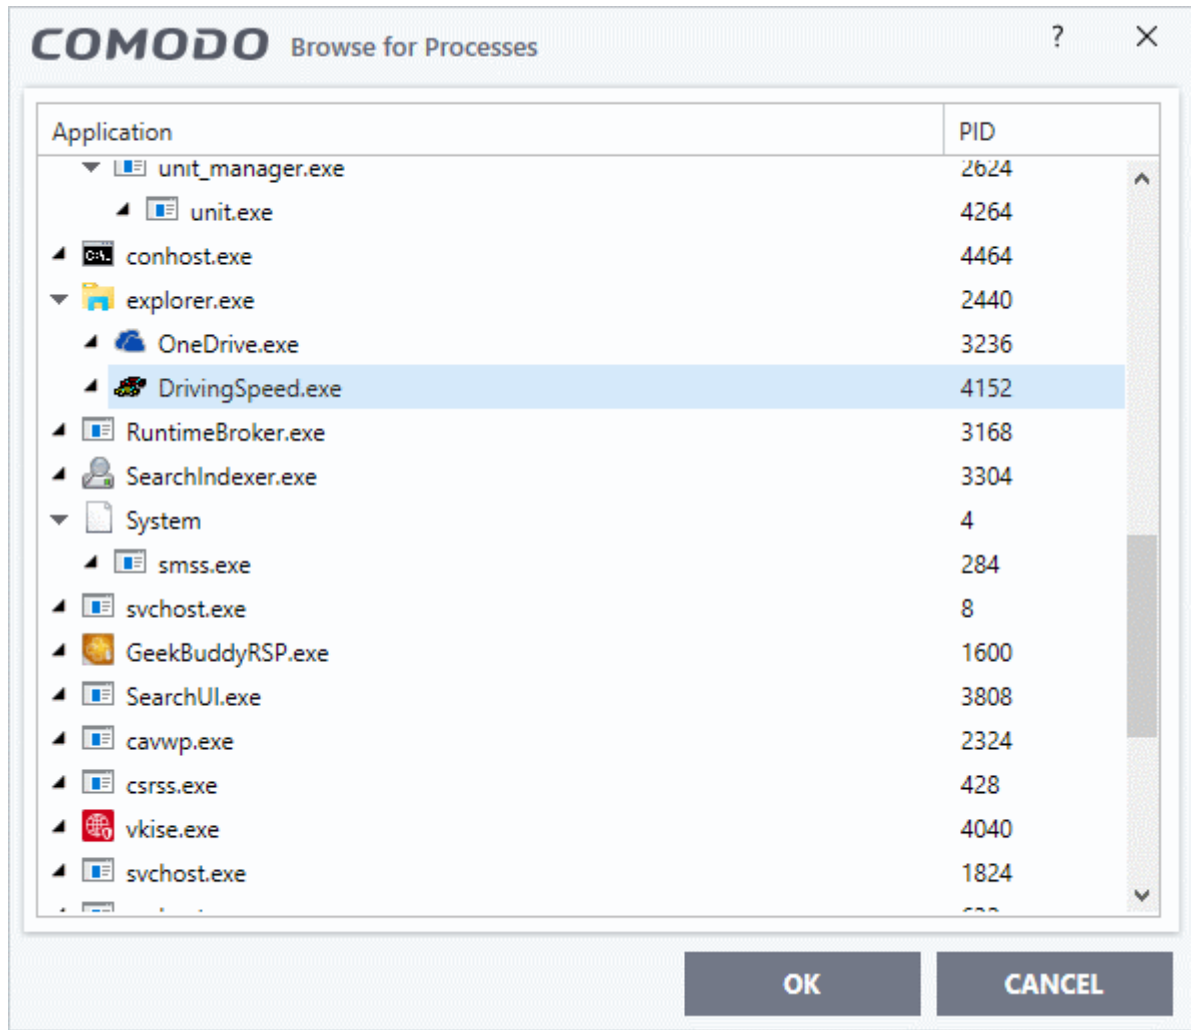 COMODO Browse for Processes ?
Application PID
unit_manager.exe 2624
unit.exe 4264
conhost.exe 4464
explorer.exe 2440
OneDrive.exe 3236
DrivingSpeed.exe 4152
RuntimeBroker.exe 3168
SearchIndexer.exe 3304
System 4
smss.exe 284
svchost.exe 8
GeekBuddyRSP.exe 1600
SearchUI.exe 3808
cavwp.exe 2324
csrss.exe 428
vkise.exe 4040
svchost.exe 1824
OK CANCEL